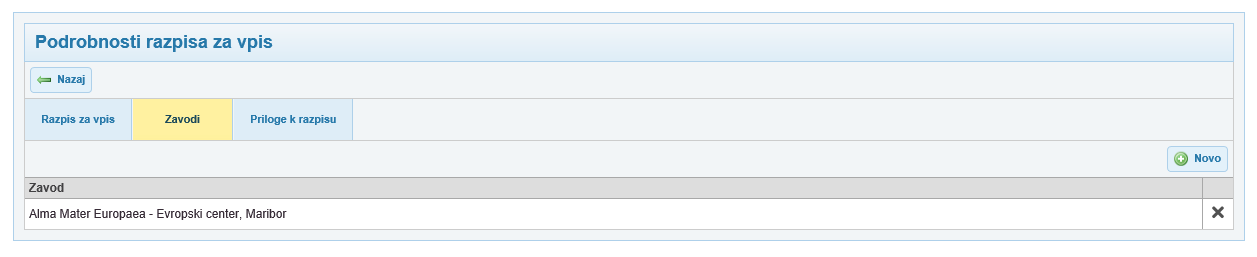 Podrobnosti razpisa za vpis
Nazaj
Razpis za vpis Zavodi Priloge k razpisu
Novo
Zavod
Alma Mater Europaea - Evropski center, Maribor